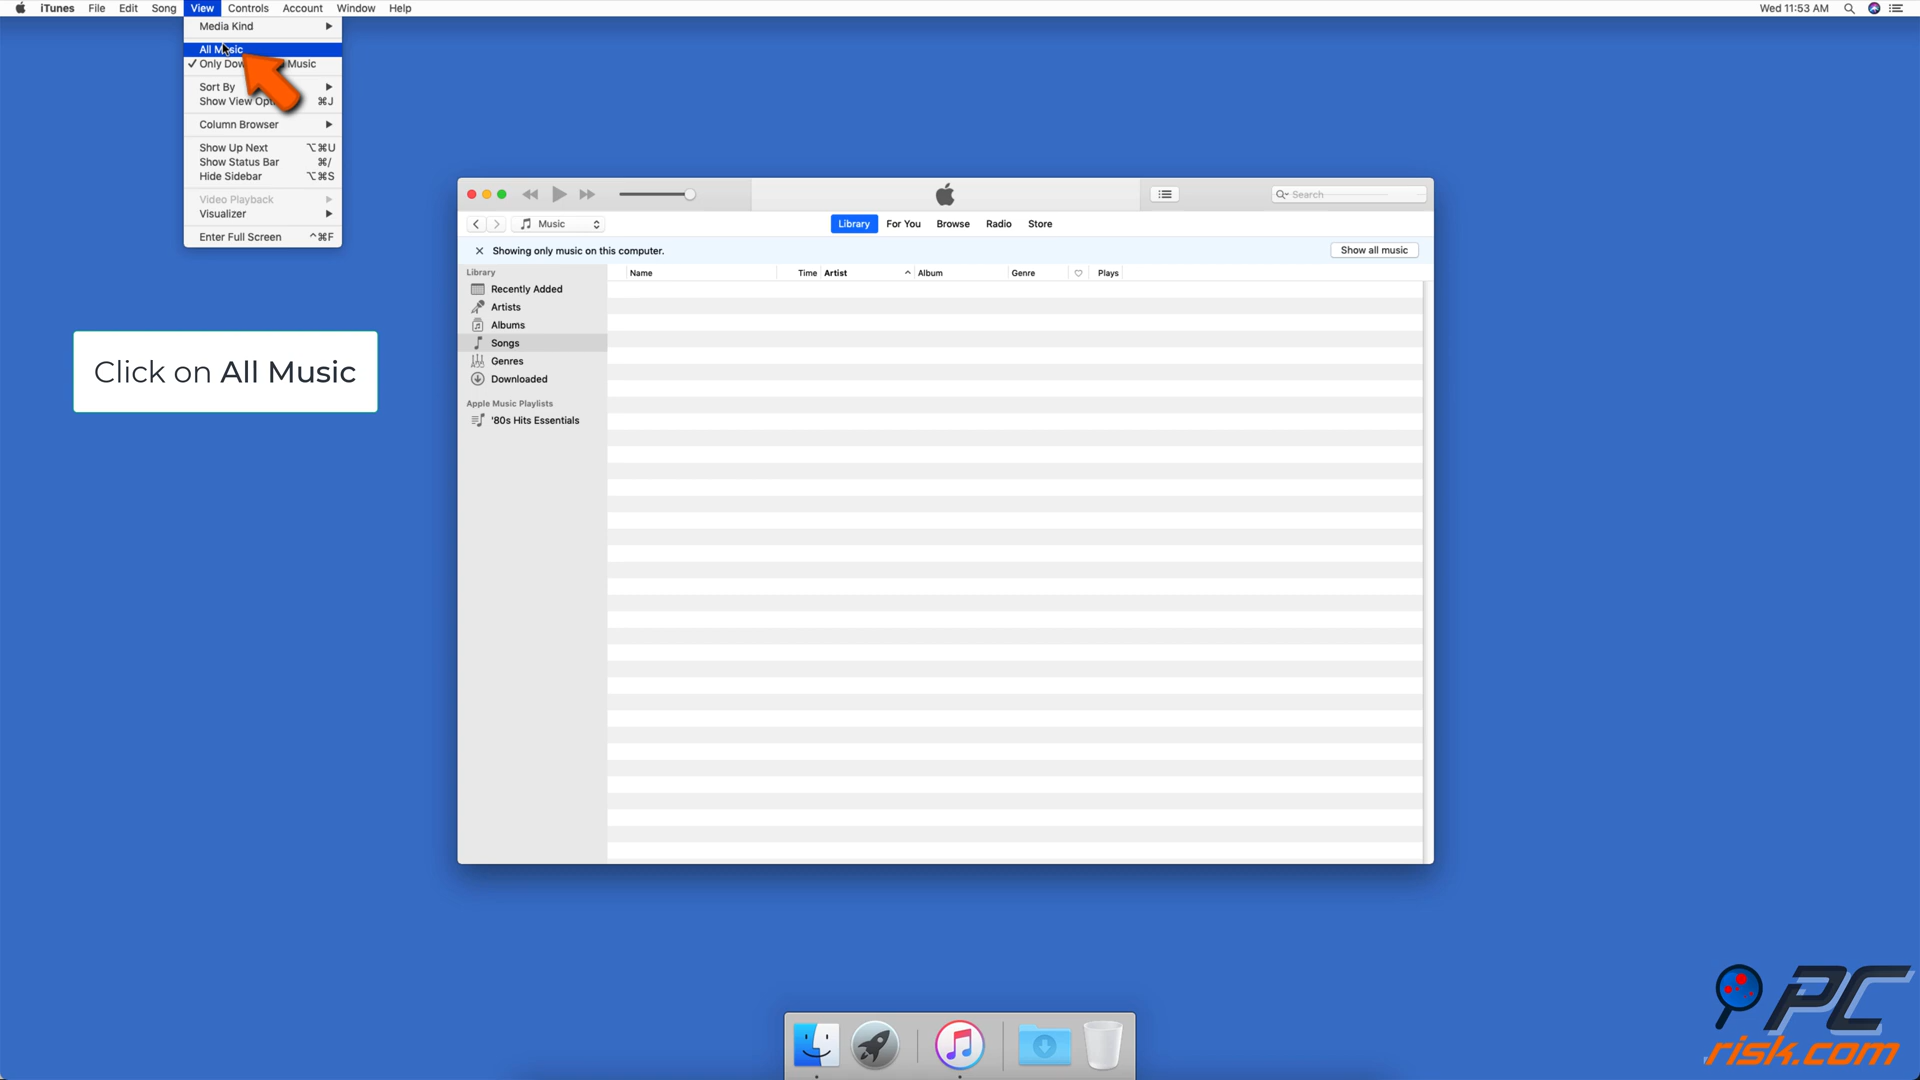 iTunes File Edit Song View Controls Account Window Help Wed 11:53 AM
Media Kind
All Music
✓ Only Dow Music
Sort By
Show View Opt ⌘J
Column Browser
Show Up Next ⌥⌘U
Show Status Bar ⌘/
Hide Sidebar ⌥⌘S
Video Playback
Visualizer
Enter Full Screen ^⌘F
Click on All Music
Search
Music
Library For You Browse Radio Store
Showing only music on this computer. Show all music
Library
Recently Added
Artists
Albums
Songs
Genres
Downloaded
Apple Music Playlists
'80s Hits Essentials
Name Time Artist Album Genre Plays
PC
risk.com